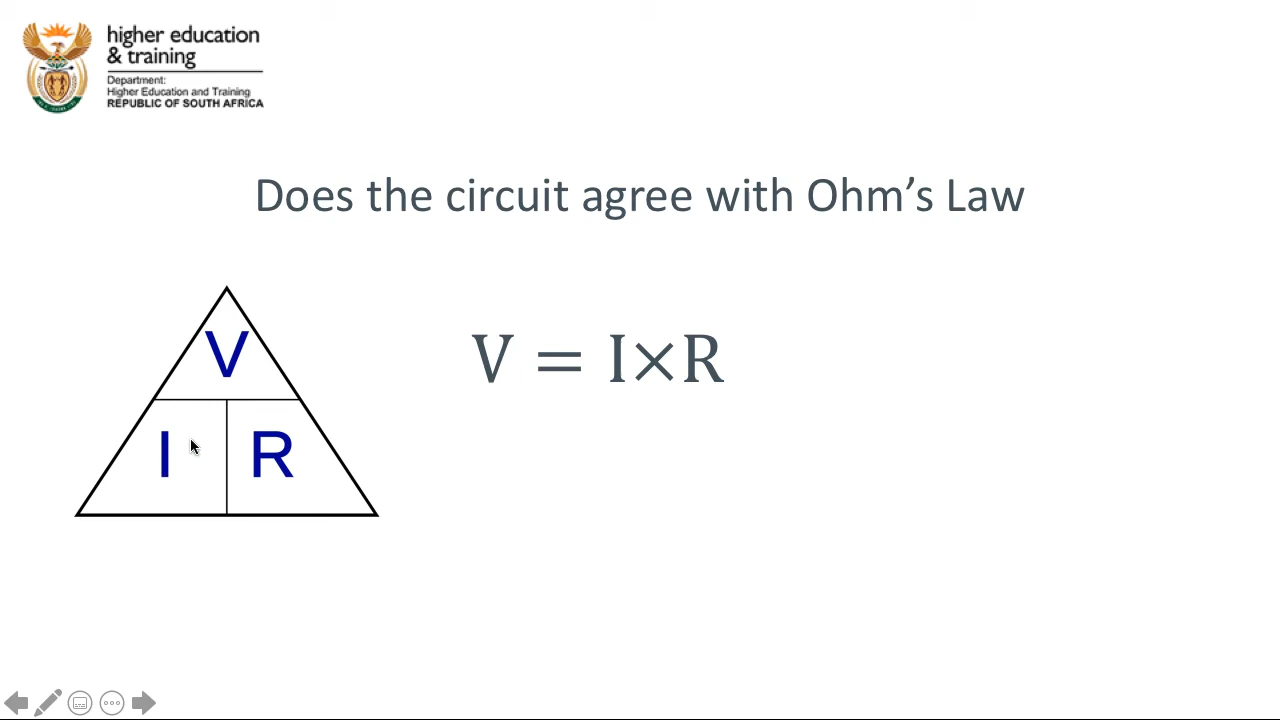 higher education
& training
Department:
Higher Education and Training
REPUBLIC OF SOUTH AFRICA
Does the circuit agree with Ohm’s Law
V
V = I×R
I R